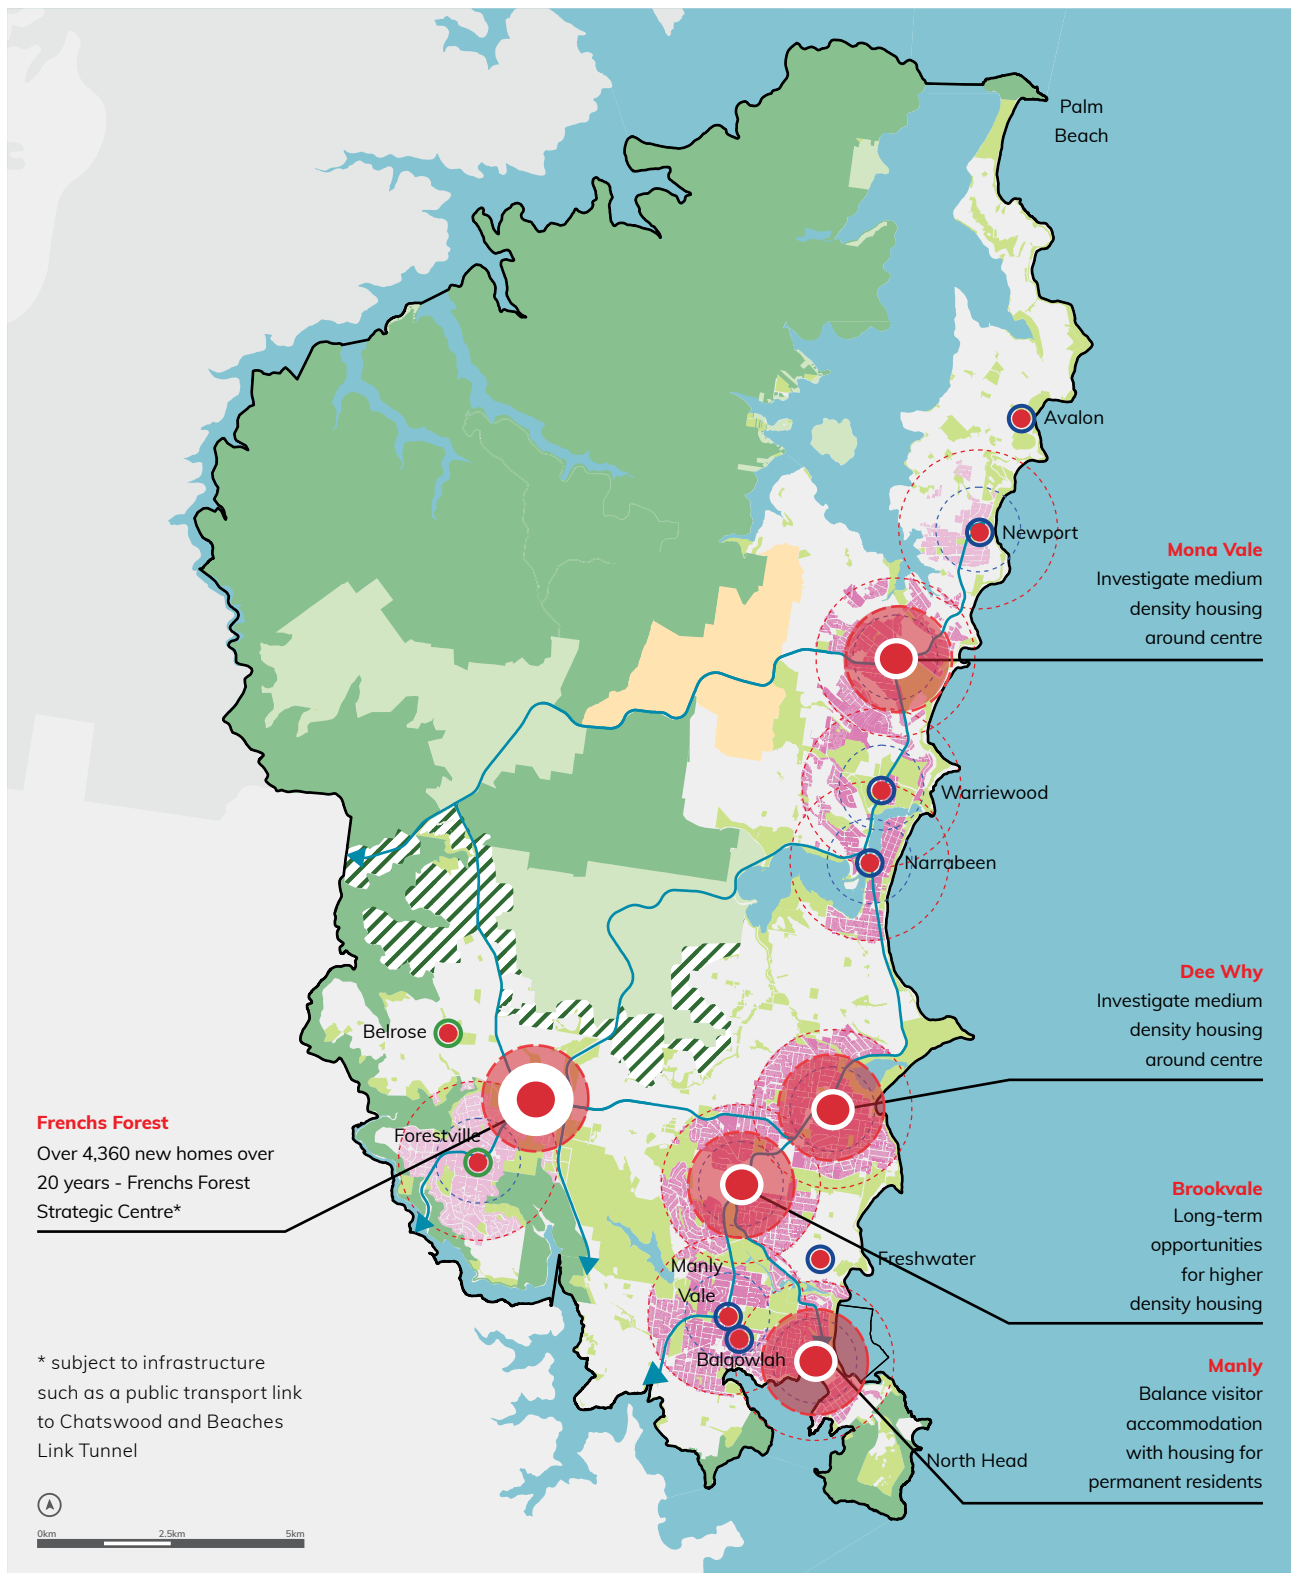 Palm
Beach
Avalon
Newport
Mona Vale
Investigate medium
density housing
around centre
Warriewood
Narrabeen
Dee Why
Investigate medium
density housing
around centre
Belrose
Frenchs Forest
Over 4,360 new homes over
20 years - Frenchs Forest
Strategic Centre*
Forestville
Brookvale
Long-term
opportunities
for higher
density housing
Freshwater
Manly
Vale
Balgowlah
Manly
Balance visitor
accommodation
with housing for
permanent residents
North Head
* subject to infrastructure
such as a public transport link
to Chatswood and Beaches
Link Tunnel
0km 2.5km 5km